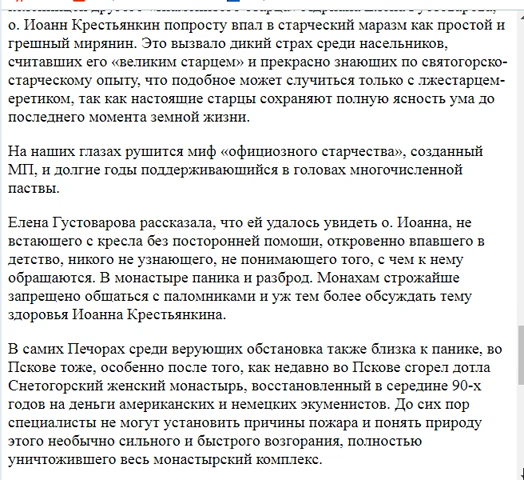 о. Иоанн Крестьянкин попросту впал в старческий маразм как простой и
грешный мирянин. Это вызвало дикий страх среди насельников,
считавших его «великим старцем» и прекрасно знающих по святогорско-
старческому опыту, что подобное может случиться только с лжестарцем-
еретиком, так как настоящие старцы сохраняют полную ясность ума до
последнего момента земной жизни.
На наших глазах рушится миф «официозного старчества», созданный
МП, и долгие годы поддерживающийся в головах многочисленной
паствы.
Елена Густоварова рассказала, что ей удалось увидеть о. Иоанна, не
встающего с кресла без посторонней помощи, откровенно впавшего в
детство, никого не узнающего, не понимающего того, с чем к нему
обращаются. В монастыре паника и разброд. Монахам строжайше
запрещено общаться с паломниками и уж тем более обсуждать тему
здоровья Иоанна Крестьянкина.
В самих Печорах среди верующих обстановка также близка к панике, во
Пскове тоже, особенно после того, как недавно во Пскове сгорел дотла
Снетогорский женский монастырь, восстановленный в середине 90-х
годов на деньги американских и немецких экуменистов. До сих пор
специалисты не могут установить причины пожара и понять природу
этого необычно сильного и быстрого возгорания, полностью
уничтожившего весь монастырский комплекс.